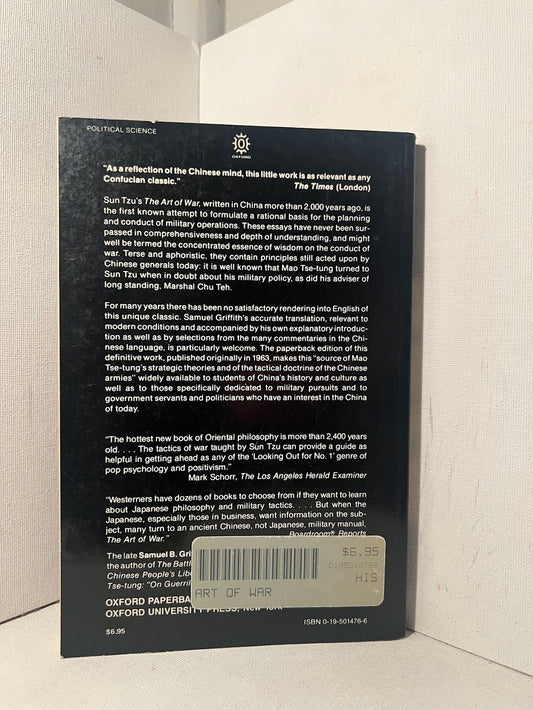 POLITICAL SCIENCE
OXFORD
"As a reflection of the Chinese mind, this little work is as relevant as any
Confucian classic."
The Times (London)
Sun Tzu's The Art of War, written in China more than 2,000 years ago, is
the first known attempt to formulate a rational basis for the planning
and conduct of military operations. These essays have never been sur-
passed in comprehensiveness and depth of understanding, and might
well be termed the concentrated essence of wisdom on the conduct of
war. Terse and aphoristic, they contain principles still acted upon by
Chinese generals today: it is well known that Mao Tse-tung turned to
Sun Tzu when in doubt about his military policy, as did his adviser of
long standing, Marshal Chu Teh.
For many years there has been no satisfactory rendering into English of
this unique classic. Samuel Griffith's accurate translation, relevant to
modern conditions and accompanied by his own explanatory introduc-
tion as well as by selections from the many commentaries in the Chi-
nese language, is particularly welcome. The paperback edition of this
definitive work, published originally in 1963, makes this "source of Mao
Tse-tung's strategic theories and of the tactical doctrine of the Chinese
armies" widely available to students of China's history and culture as
well as to those specifically dedicated to military pursuits and to
government servants and politicians who have an interest in the China
of today.
"The hottest new book of Oriental philosophy is more than 2,400 years
old. . . . The tactics of war taught by Sun Tzu can provide a guide as
helpful in getting ahead as any of the 'Looking Out for No. 1' genre of
pop psychology and positivism."
Mark Schorr, The Los Angeles Herald Examiner
"Westerners have dozens of books to choose from if they want to learn
about Japanese philosophy and military tactics. . . . But when the
Japanese, especially those in business, want information on the sub-
ject, many turn to an ancient Chinese, not Japanese, military manual,
The Art of War."
Boardroom® Reports
The late Samuel B. Gri
the author of The Battl
Chinese People's Lib
Tse-tung: "On Guerril
$6.95
0195014766
HIS
ART OF WAR
OXFORD PAPERBA
OXFORD UNIVERSITY PRESS, NEW YORK
$6.95
ISBN 0-19-501476-6